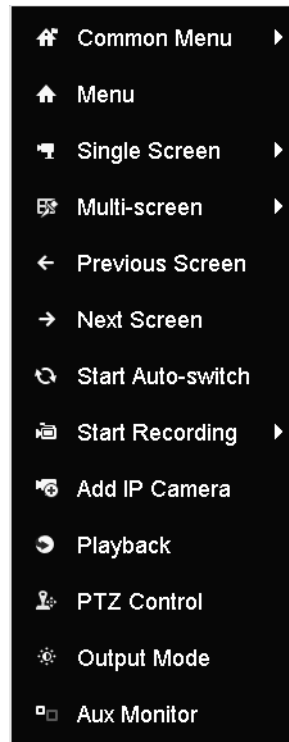 Common Menu
Menu
Single Screen
Multi-screen
Previous Screen
Next Screen
Start Auto-switch
Start Recording
Add IP Camera
Playback
PTZ Control
Output Mode
Aux Monitor